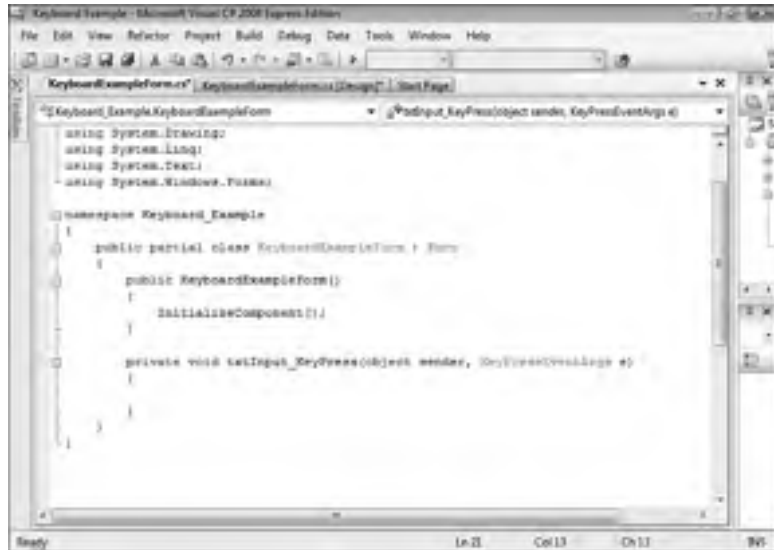 Keyboard Example - Microsoft Visual C# 2008 Express Edition
File Edit View Refactor Project Build Debug Data Tools Window Help
KeyboardExampleForm.cs* KeyboardExampleForm.cs [Design]* Start Page
Keyboard_Example.KeyboardExampleForm txtInput_KeyPress(object sender, KeyPressEventArgs e)
Toolbox
using System.Drawing;
using System.Linq;
using System.Text;
using System.Windows.Forms;
namespace Keyboard_Example
{
public partial class KeyboardExampleForm : Form
{
public KeyboardExampleForm()
{
InitializeComponent();
}
private void txtInput_KeyPress(object sender, KeyPressEventArgs e)
{
}
}
}
Ready Ln 21 Col 13 Ch 13 INS